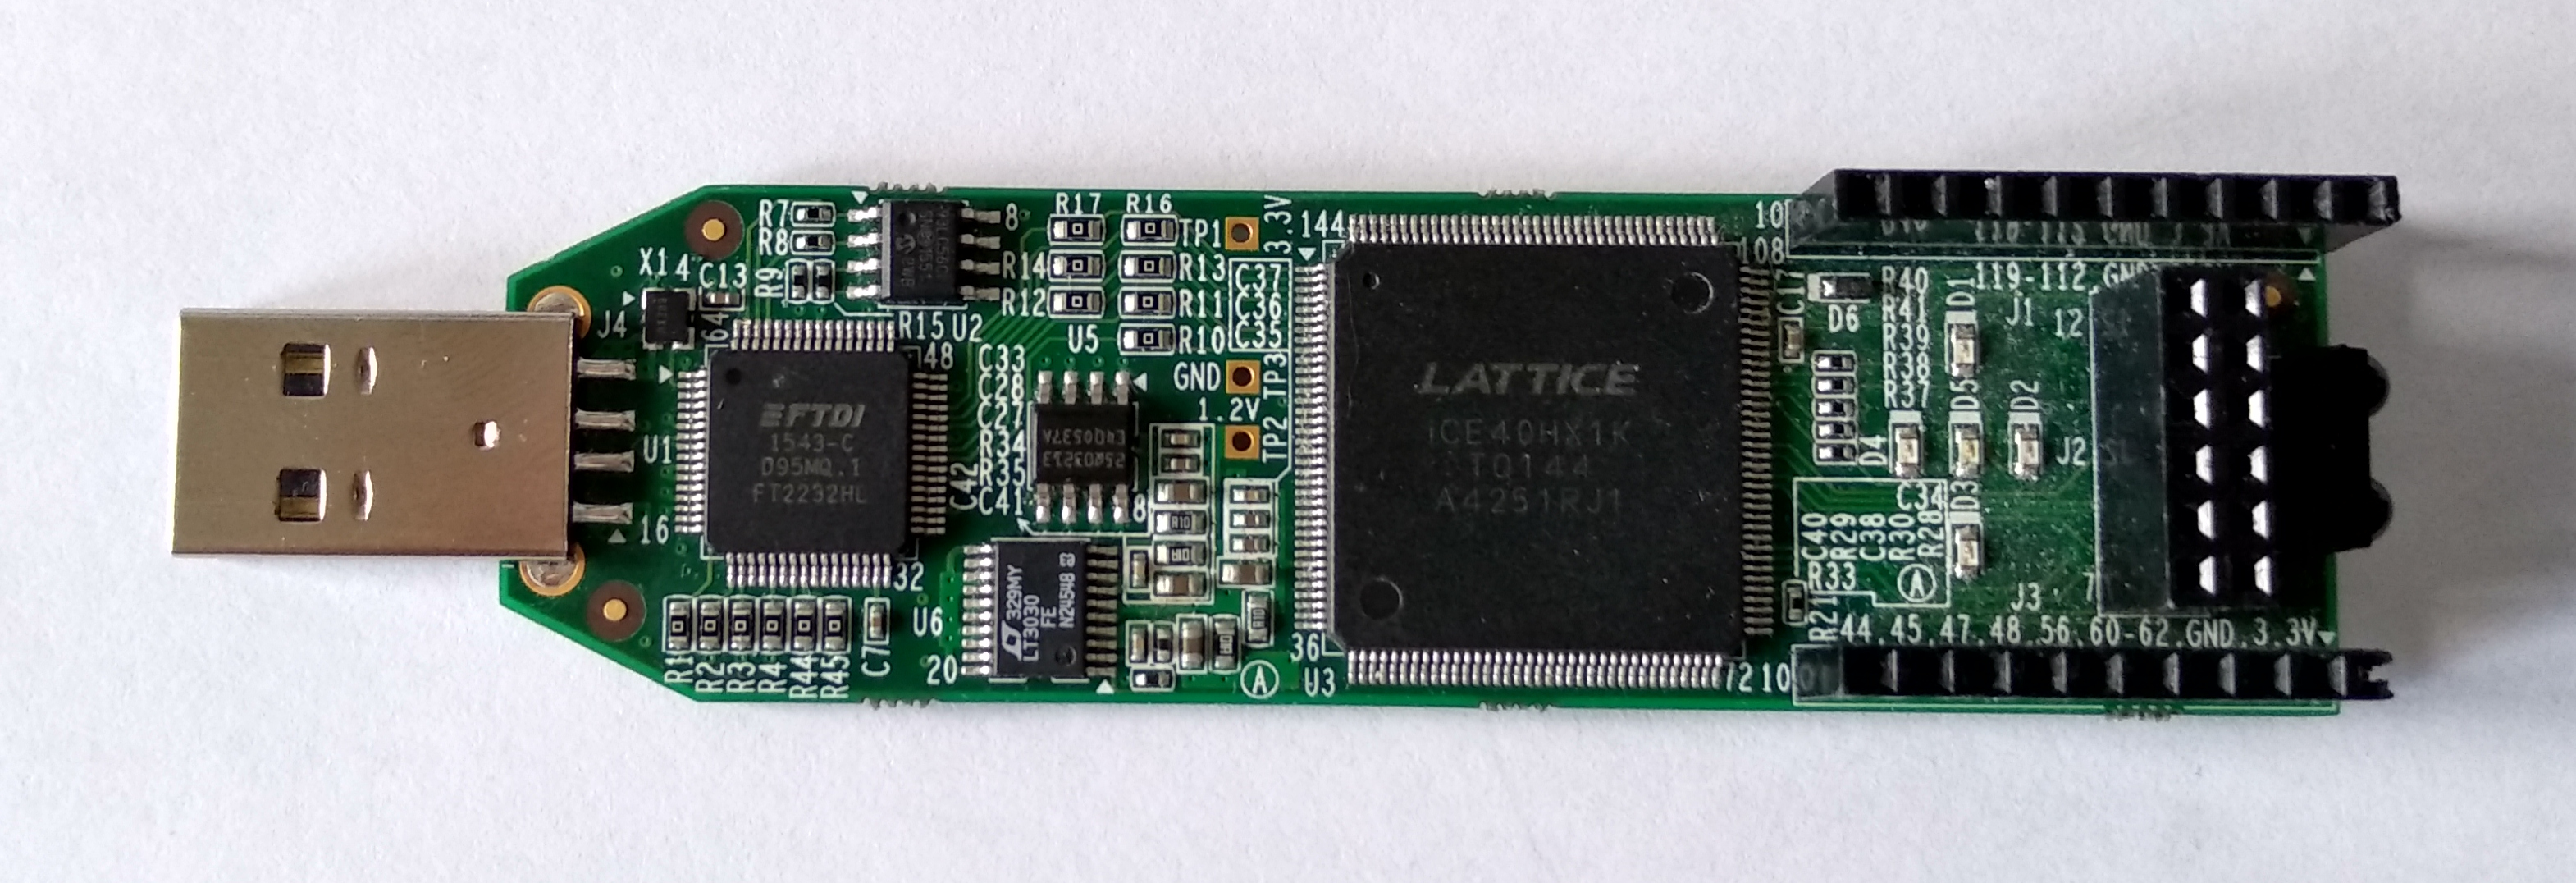 R7
R8
R9
X1
4
C13
J4
64
8
R15
U2
48
R17
R16
TP1
3.3V
R14
R13
R12
R11
U5
R10
C37
C36
C35
GND
TP3
1.2V
TP2
C33
C28
C27
R34
R35
C41
C42
8
U1
16
32
FTDI
1543-C
D95MQ.1
FT2232HL
R1
R2
R3
R4
R44
R45
C7
U6
20
329MY
LT3030
FE
N24548
A
144
108
36
U3
72
LATTICE
iCE40HX1K
TQ144
A4251RJ1
10
C17
D6
R40
R41
R39
R38
R37
D1
D5
D2
D4
D3
119-112.GND
J1
12
J2
J3
7
C34
C40
R29
C38
R30
R28
R33
R21
A
44.45.47.48.56.60-62.GND.3.3V
10